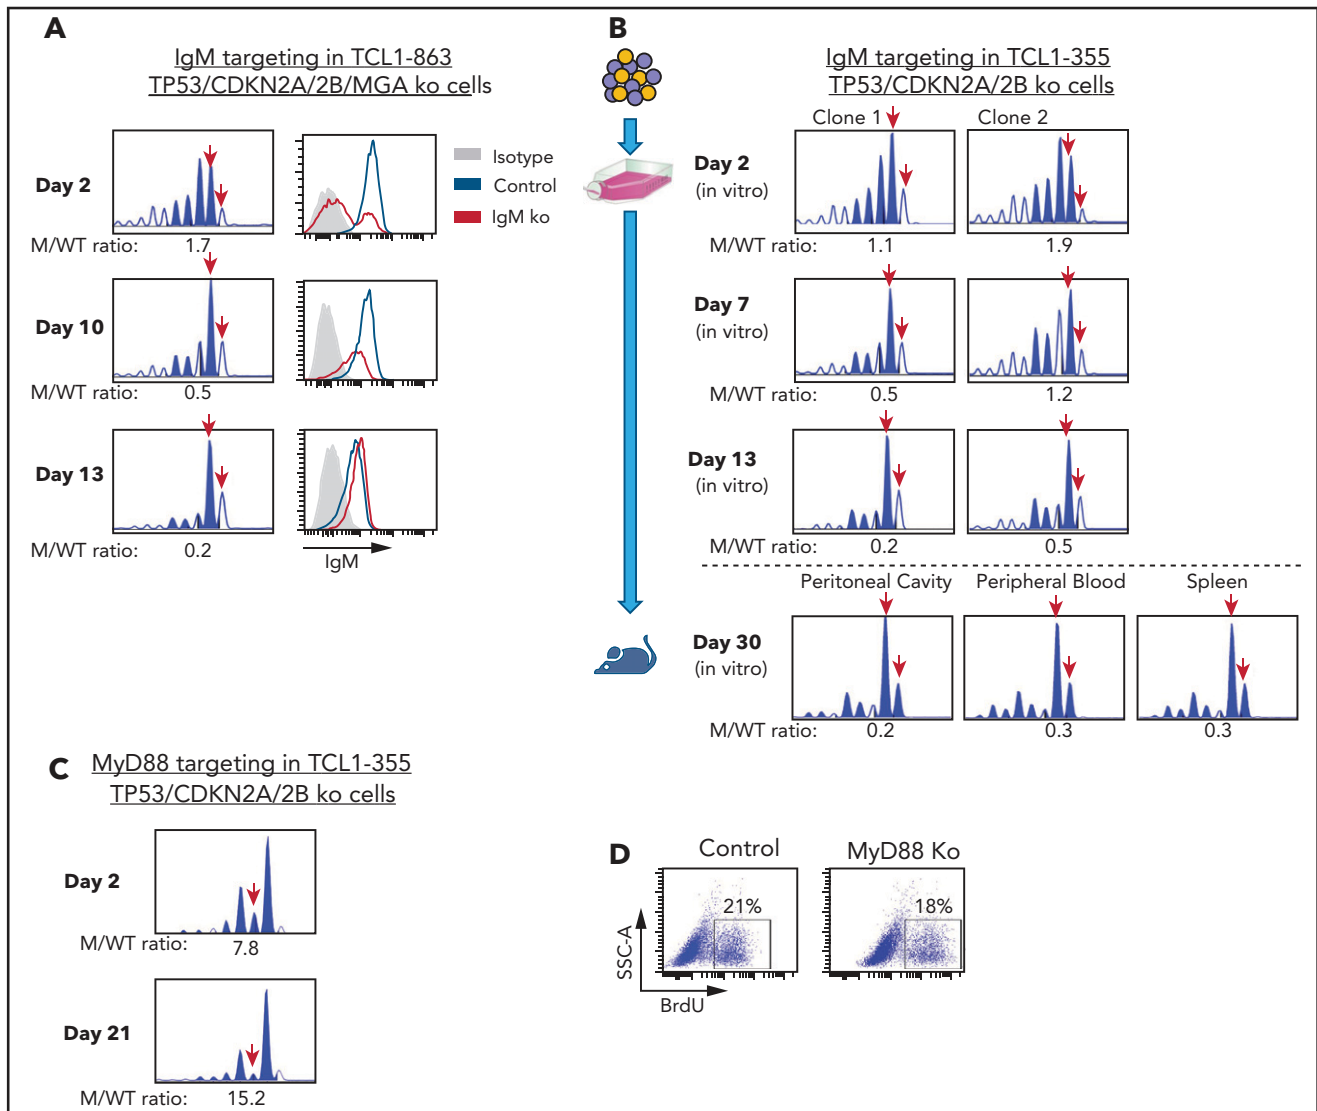 A
IgM targeting in TCL1-863
TP53/CDKN2A/2B/MGA ko cells
Day 2
M/WT ratio:
1.7
Isotype
Control
IgM ko
Day 10
M/WT ratio:
0.5
Day 13
M/WT ratio:
0.2
IgM
B
IgM targeting in TCL1-355
TP53/CDKN2A/2B ko cells
Clone 1
Clone 2
Day 2
(in vitro)
M/WT ratio:
1.1
1.9
Day 7
(in vitro)
M/WT ratio:
0.5
1.2
Day 13
(in vitro)
M/WT ratio:
0.2
0.5
Peritoneal Cavity
Peripheral Blood
Spleen
Day 30
(in vitro)
M/WT ratio:
0.2
0.3
0.3
C
MyD88 targeting in TCL1-355
TP53/CDKN2A/2B ko cells
Day 2
M/WT ratio:
7.8
Day 21
M/WT ratio:
15.2
D
Control
MyD88 Ko
21%
18%
SSC-A
BrdU